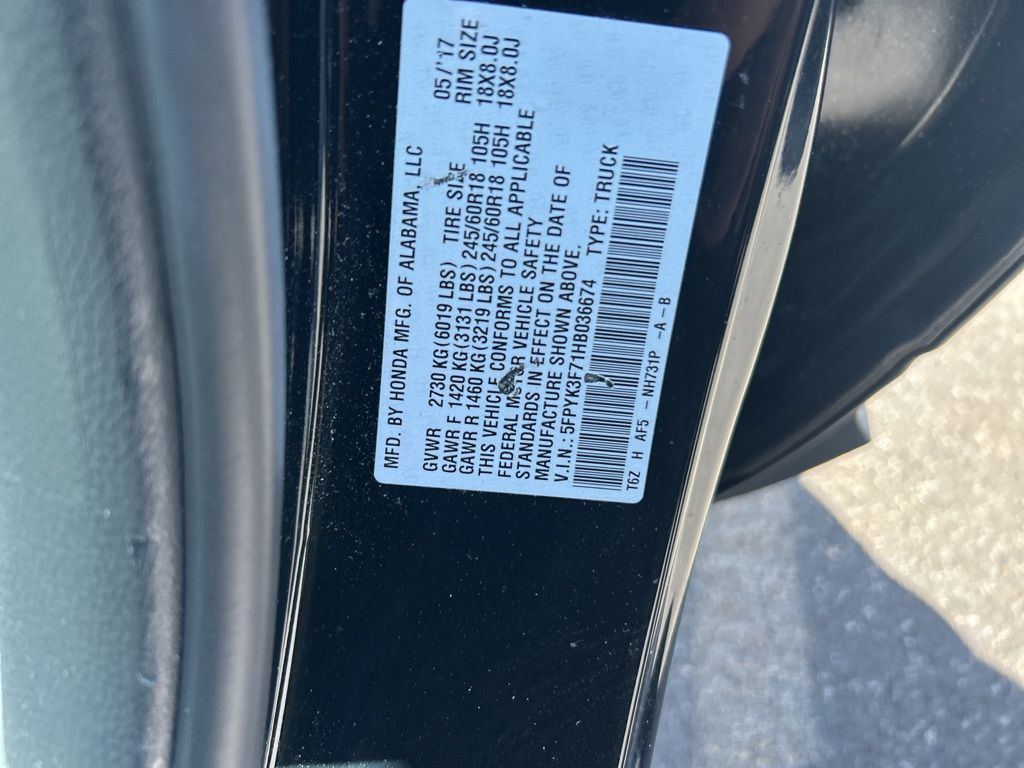 MFD. BY HONDA MFG. OF ALABAMA, LLC 05/'17
GVWR 2730 KG(6019 LBS) TIRE SIZE RIM SIZE
GAWR F 1420 KG(3131 LBS) 245/60R18 105H 18X8.0J
GAWR R 1460 KG(3219 LBS) 245/60R18 105H 18X8.0J
THIS VEHICLE CONFORMS TO ALL APPLICABLE
FEDERAL MOTOR VEHICLE SAFETY
STANDARDS IN EFFECT ON THE DATE OF
MANUFACTURE SHOWN ABOVE.
V.I.N.: 5FPYK3F71HB036674 TYPE: TRUCK
T6Z H AF5 - NH731P - A - B